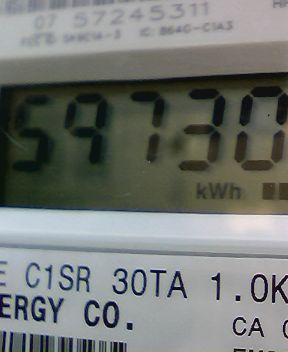 07 57245311
59730
kWh
E C1SR 30TA 1.0K
ERGY CO.
CA